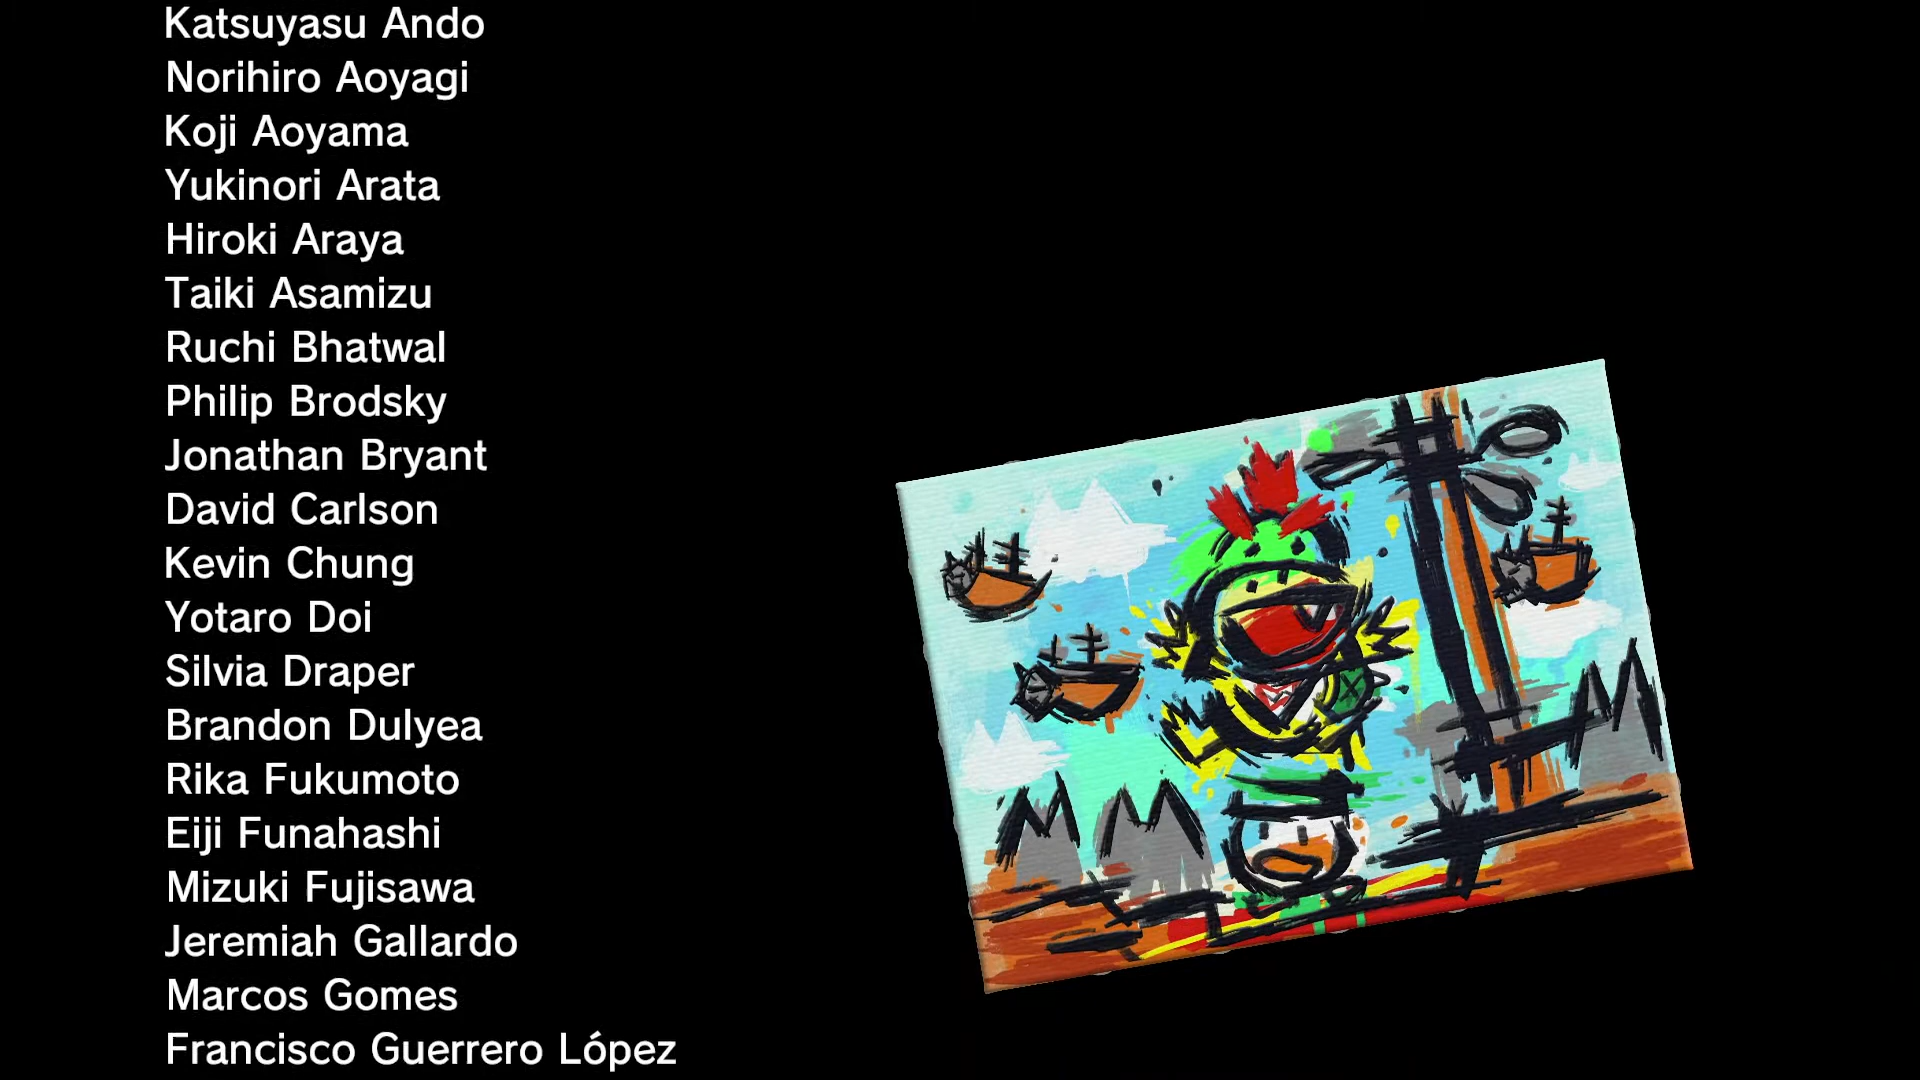 Katsuyasu Ando
Norihiro Aoyagi
Koji Aoyama
Yukinori Arata
Hiroki Araya
Taiki Asamizu
Ruchi Bhatwal
Philip Brodsky
Jonathan Bryant
David Carlson
Kevin Chung
Yotaro Doi
Silvia Draper
Brandon Dulyea
Rika Fukumoto
Eiji Funahashi
Mizuki Fujisawa
Jeremiah Gallardo
Marcos Gomes
Francisco Guerrero López